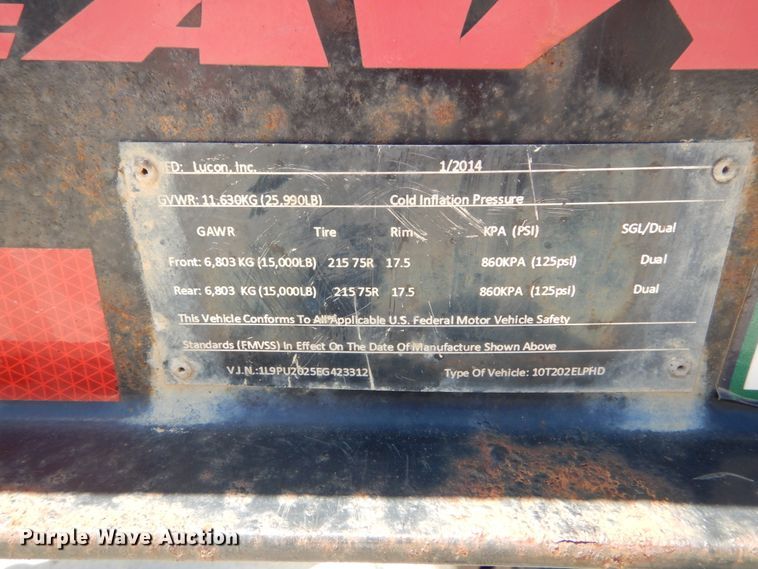 EAV
FD: Lucon, Inc. 1/2014
GVWR: 11,630KG (25,990LB) Cold Inflation Pressure
GAWR Tire Rim KPA (PSI) SGL/Dual
Front: 6,803 KG (15,000LB) 215 75R 17.5 860KPA (125psi) Dual
Rear: 6,803 KG (15,000LB) 215 75R 17.5 860KPA (125psi) Dual
This Vehicle Conforms To All Applicable U.S. Federal Motor Vehicle Safety
Standards (FMVSS) In Effect On The Date Of Manufacture Shown Above
V.I.N.:1L9PU2025EG423312 Type Of Vehicle: 10T202ELPHD
Purple Wave Auction